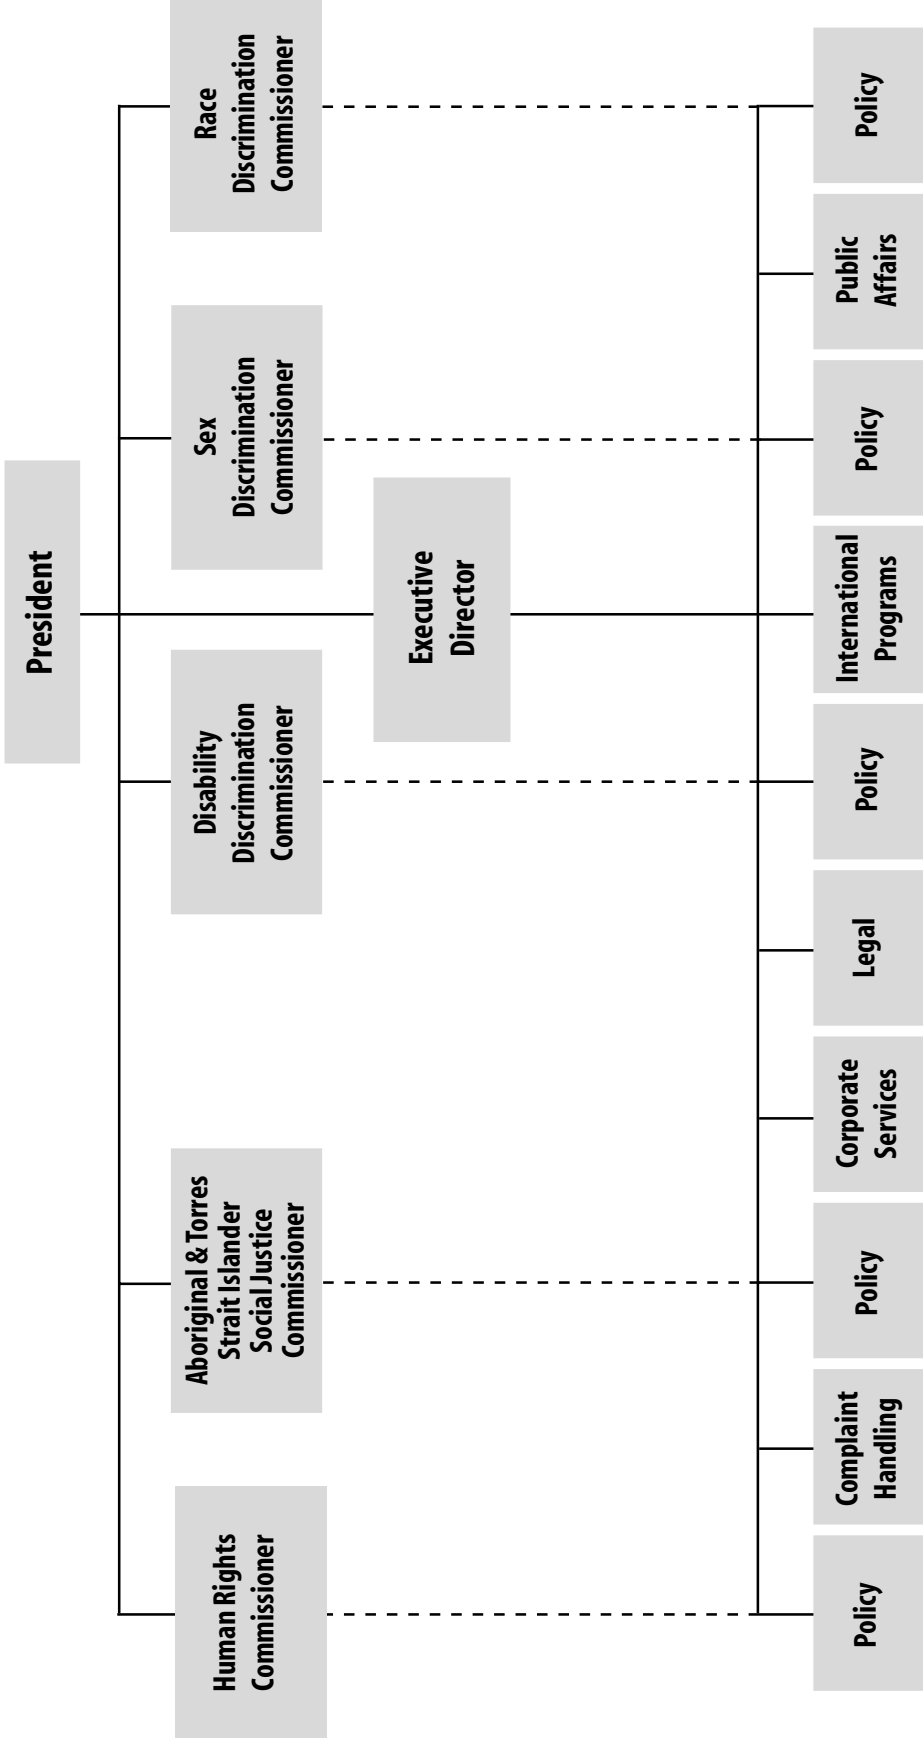 President
Human Rights
Commissioner
Aboriginal & Torres
Strait Islander
Social Justice
Commissioner
Disability
Discrimination
Commissioner
Sex
Discrimination
Commissioner
Race
Discrimination
Commissioner
Executive
Director
Policy
Complaint
Handling
Policy
Corporate
Services
Legal
Policy
International
Programs
Policy
Public
Affairs
Policy